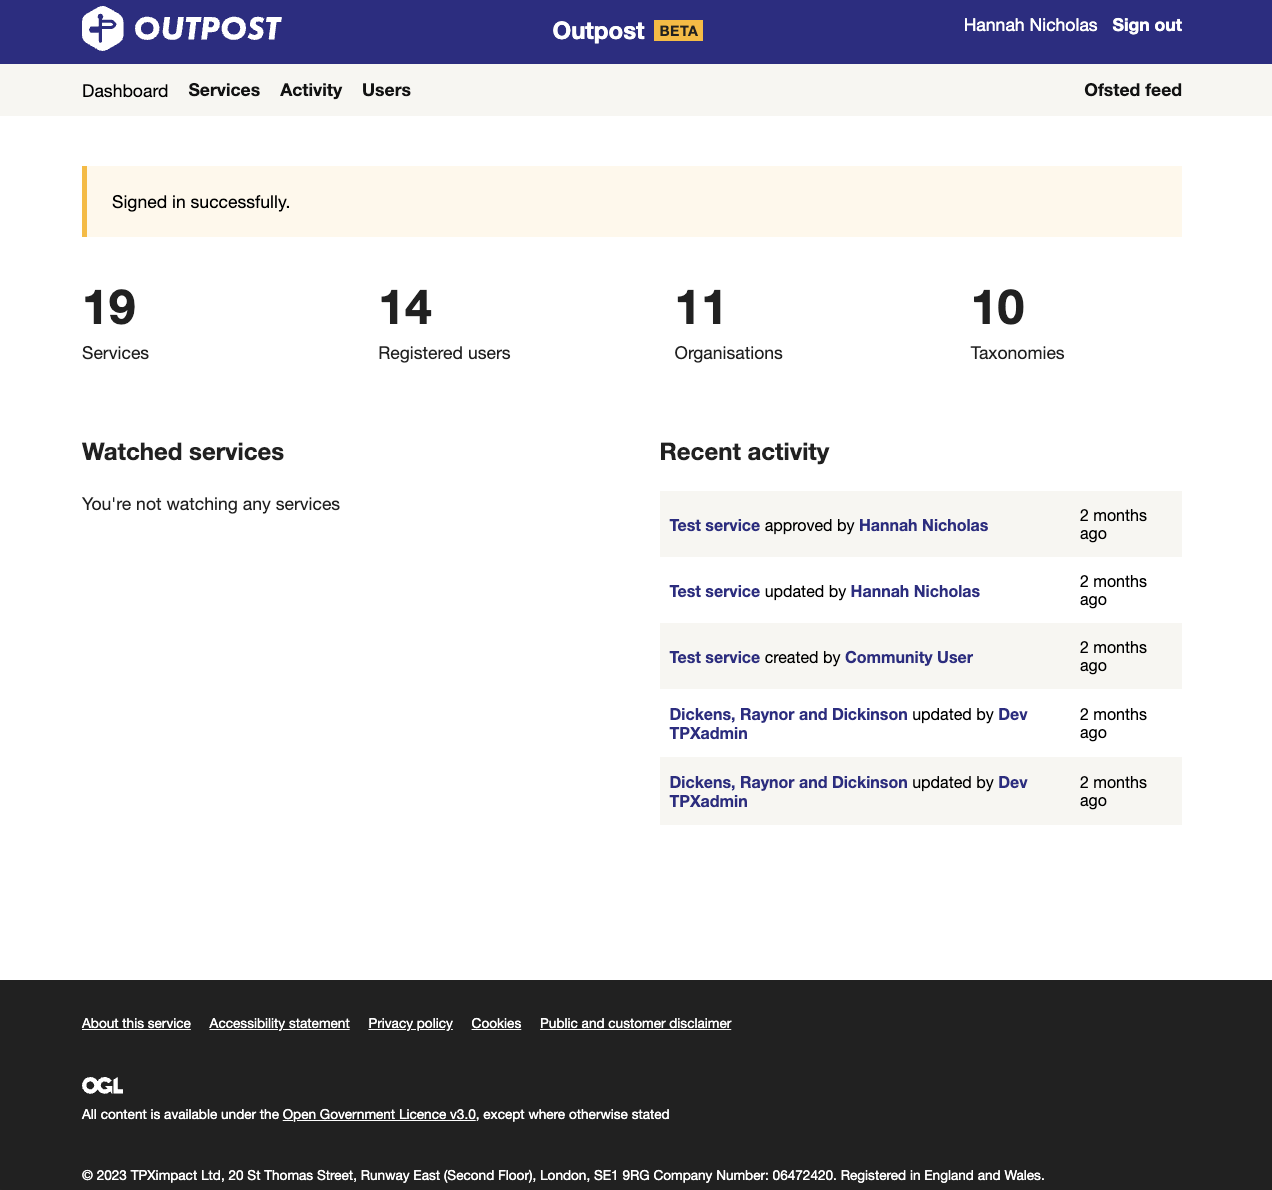 OUTPOST
Outpost BETA
Hannah Nicholas Sign out
Dashboard Services Activity Users Ofsted feed
Signed in successfully.
19
Services
14
Registered users
11
Organisations
10
Taxonomies
Watched services
You're not watching any services
Recent activity
Test service approved by Hannah Nicholas
2 months
ago
Test service updated by Hannah Nicholas
2 months
ago
Test service created by Community User
2 months
ago
Dickens, Raynor and Dickinson updated by Dev
TPXadmin
2 months
ago
Dickens, Raynor and Dickinson updated by Dev
TPXadmin
2 months
ago
About this service Accessibility statement Privacy policy Cookies Public and customer disclaimer
OGL
All content is available under the Open Government Licence v3.0, except where otherwise stated
© 2023 TPXimpact Ltd, 20 St Thomas Street, Runway East (Second Floor), London, SE1 9RG Company Number: 06472420. Registered in England and Wales.